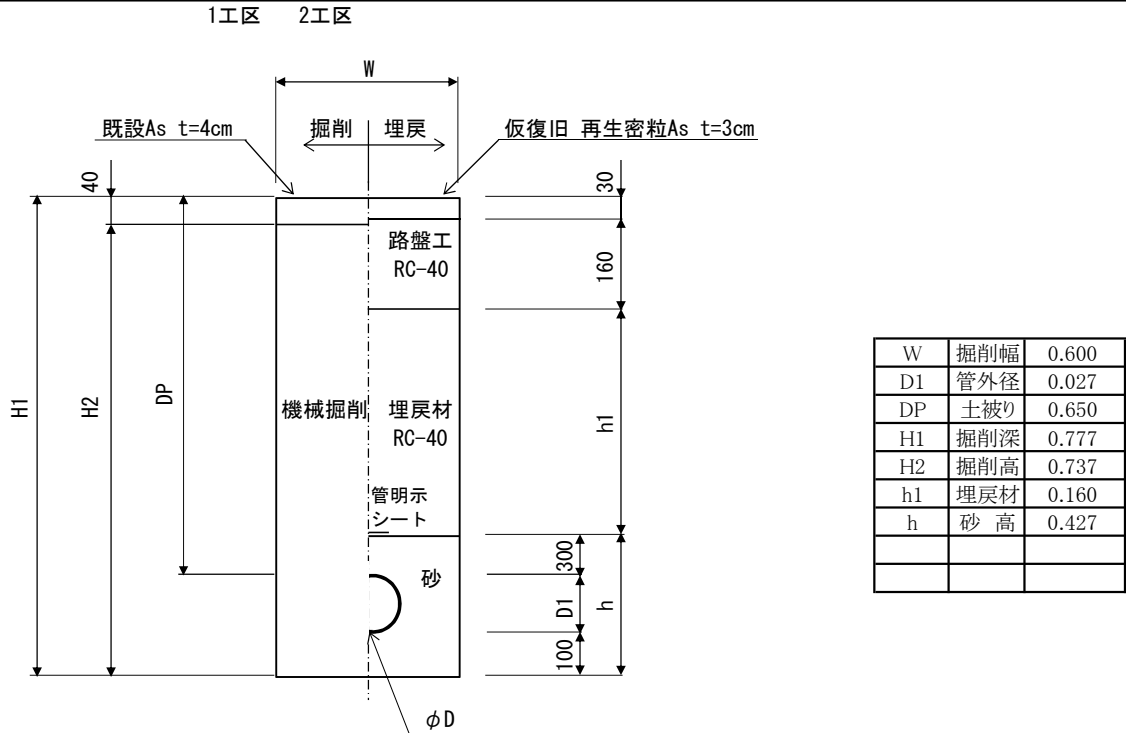 1工区 2工区
W
既設As t=4cm
掘削 埋戻
仮復旧 再生密粒As t=3cm
40
30
路盤工
RC-40
160
H1
H2
DP
機械掘削
埋戻材
RC-40
h1
管明示
シート
砂
300
D1
h
100
φD
W 掘削幅 0.600
D1 管外径 0.027
DP 土被り 0.650
H1 掘削深 0.777
H2 掘削高 0.737
h1 埋戻材 0.160
h 砂 高 0.427